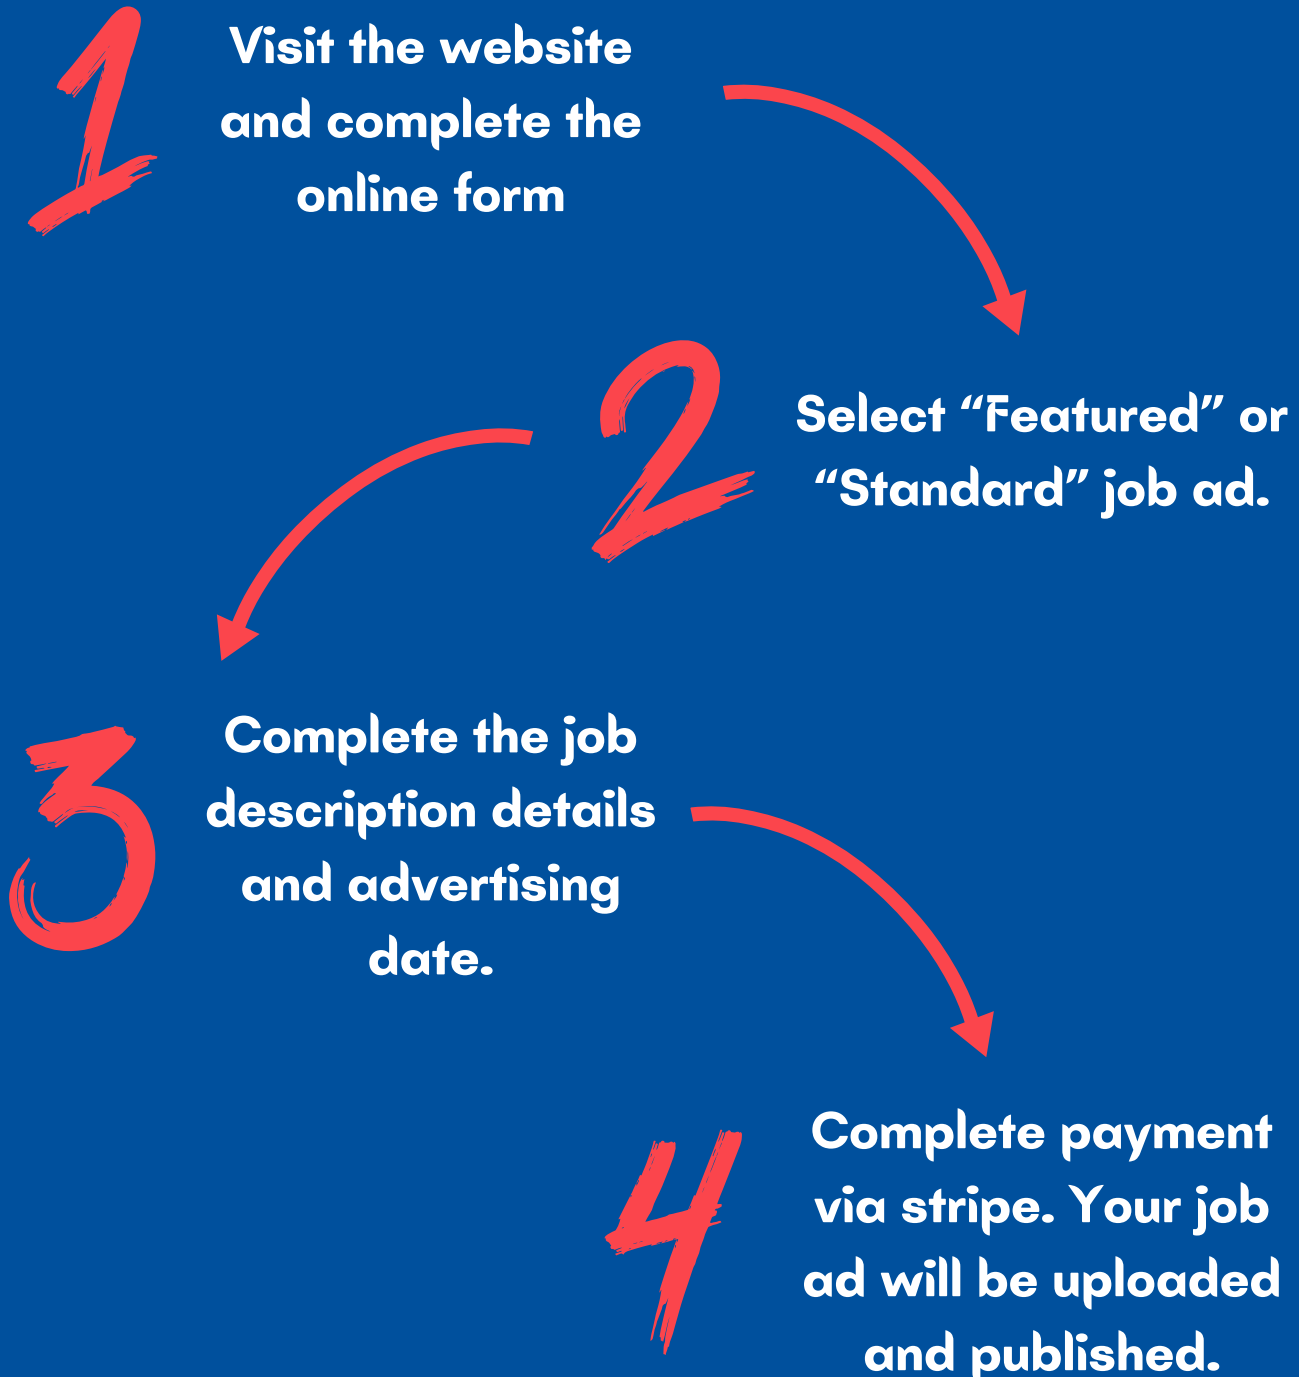 1
Visit the website
and complete the
online form
2
Select “Featured” or
“Standard” job ad.
3
Complete the job
description details
and advertising
date.
4
Complete payment
via stripe. Your job
ad will be uploaded
and published.